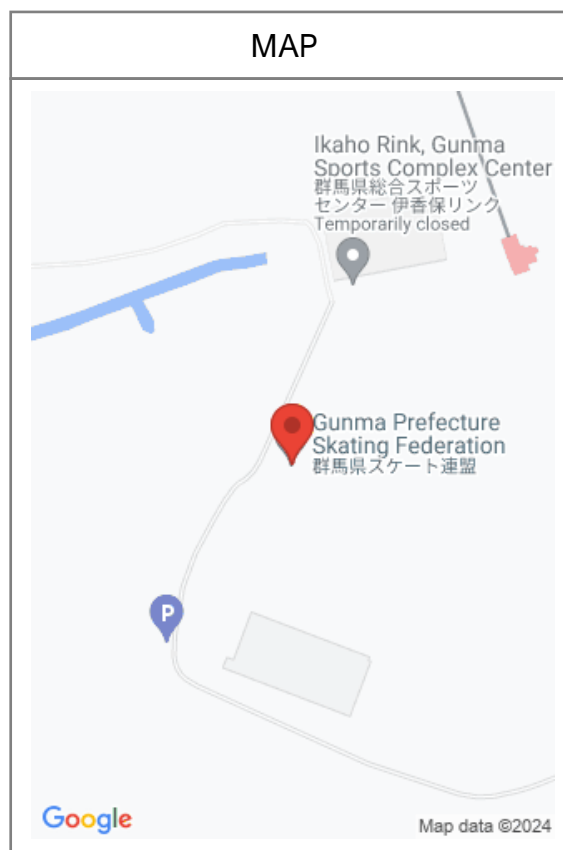 MAP
Ikaho Rink, Gunma
Sports Complex Center
群馬県総合スポーツ
センター 伊香保リンク
Temporarily closed
Gunma Prefecture
Skating Federation
群馬県スケート連盟
P
Google
Map data ©2024